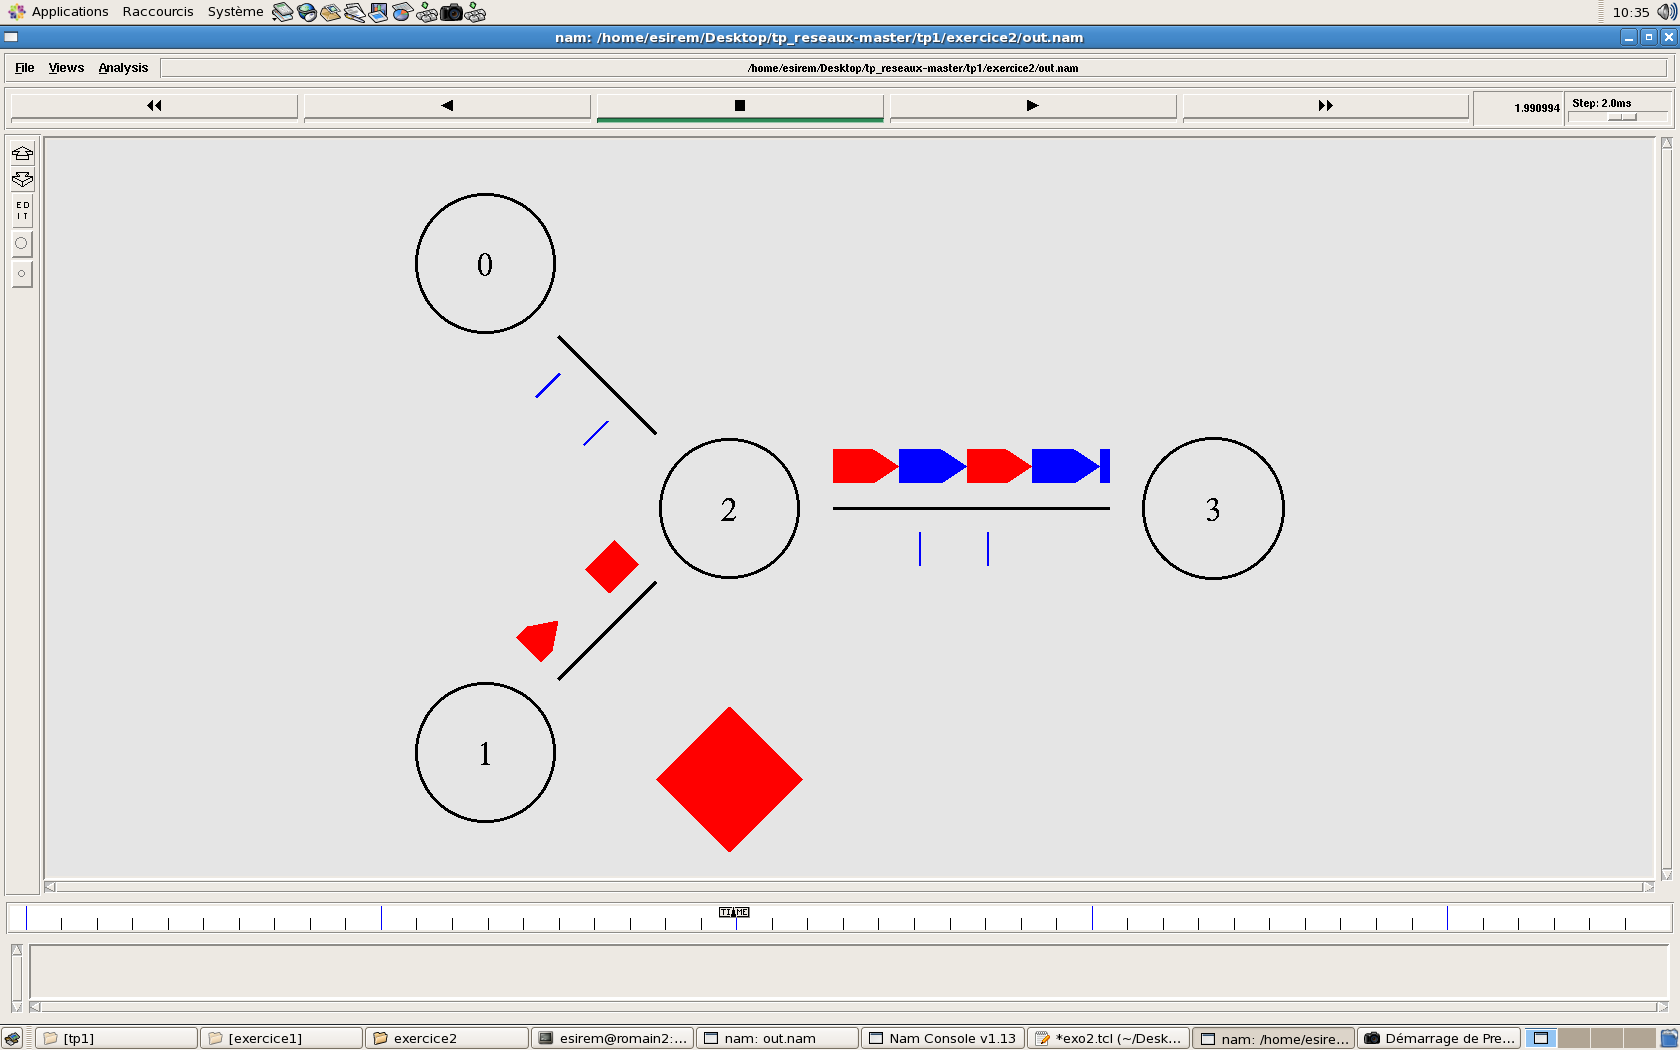 Applications Raccourcis Système 10:35
nam: /home/esirem/Desktop/tp_reseaux-master/tp1/exercice2/out.nam
File Views Analysis /home/esirem/Desktop/tp_reseaux-master/tp1/exercice2/out.nam
1.990994 Step: 2.0ms
ED
IT
0
2
3
1
TIME
[tp1] [exercice1] exercice2 esirem@romain2:... nam: out.nam Nam Console v1.13 *exo2.tcl (~/Desk... nam: /home/esire... Démarrage de Pre...